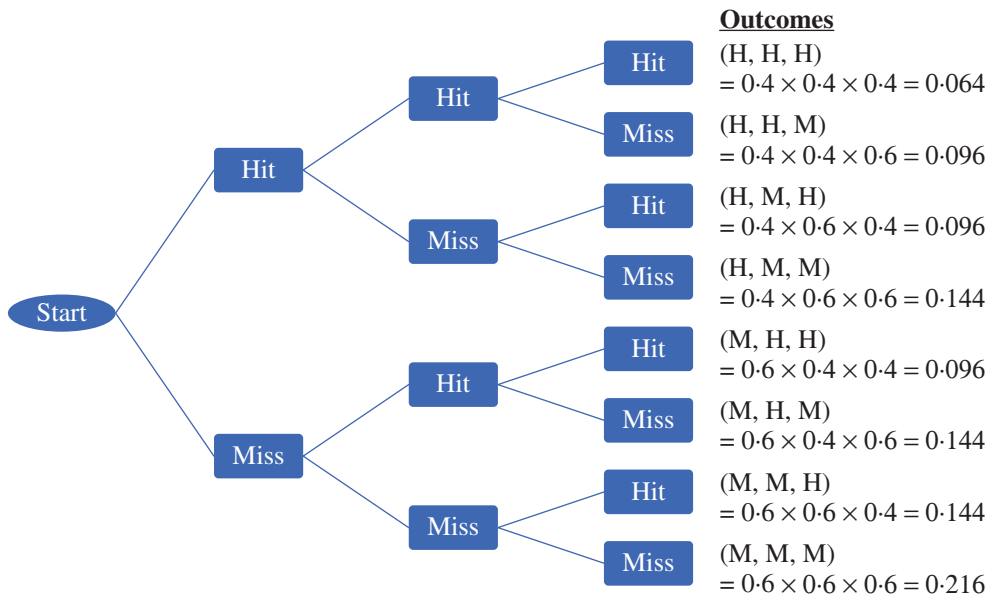 Outcomes
Hit
(H, H, H)
= 0·4 × 0·4 × 0·4 = 0·064
Hit
Miss
(H, H, M)
= 0·4 × 0·4 × 0·6 = 0·096
Hit
Hit
(H, M, H)
= 0·4 × 0·6 × 0·4 = 0·096
Miss
Miss
(H, M, M)
= 0·4 × 0·6 × 0·6 = 0·144
Start
Hit
(M, H, H)
= 0·6 × 0·4 × 0·4 = 0·096
Hit
Miss
(M, H, M)
= 0·6 × 0·4 × 0·6 = 0·144
Miss
Hit
(M, M, H)
= 0·6 × 0·6 × 0·4 = 0·144
Miss
Miss
(M, M, M)
= 0·6 × 0·6 × 0·6 = 0·216